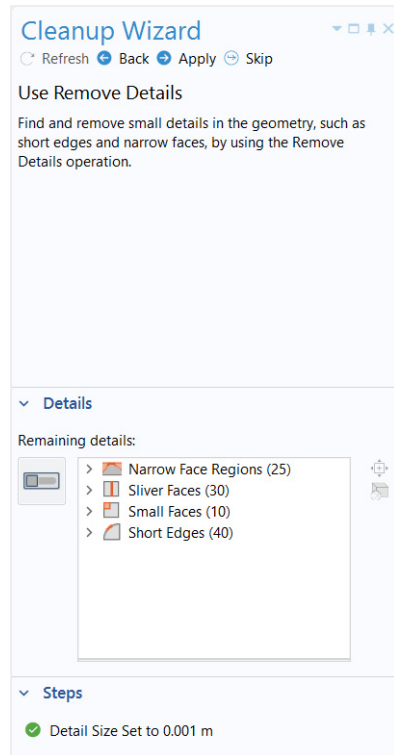 Cleanup Wizard
Refresh Back Apply Skip
Use Remove Details
Find and remove small details in the geometry, such as
short edges and narrow faces, by using the Remove
Details operation.
Details
Remaining details:
Narrow Face Regions (25)
Sliver Faces (30)
Small Faces (10)
Short Edges (40)
Steps
Detail Size Set to 0.001 m